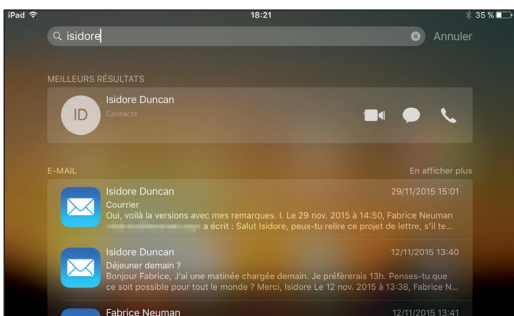 iPad 18:21 35 %
isidore Annuler
MEILLEURS RÉSULTATS
ID Isidore Duncan
Contacts
E-MAIL En afficher plus
Isidore Duncan 29/11/2015 15:01
Courrier
Oui, voilà la versions avec mes remarques. I. Le 29 nov. 2015 à 14:50, Fabrice Neuman
a écrit : Salut Isidore, peux-tu relire ce projet de lettre, s'il te...
Isidore Duncan 12/11/2015 13:40
Déjeuner demain ?
Bonjour Fabrice, J'ai une matinée chargée demain. Je préfèrerais 13h. Penses-tu que
ce soit possible pour tout le monde ? Merci, Isidore Le 12 nov. 2015 à 13:38, Fabrice N...
Fabrice Neuman 12/11/2015 13:41